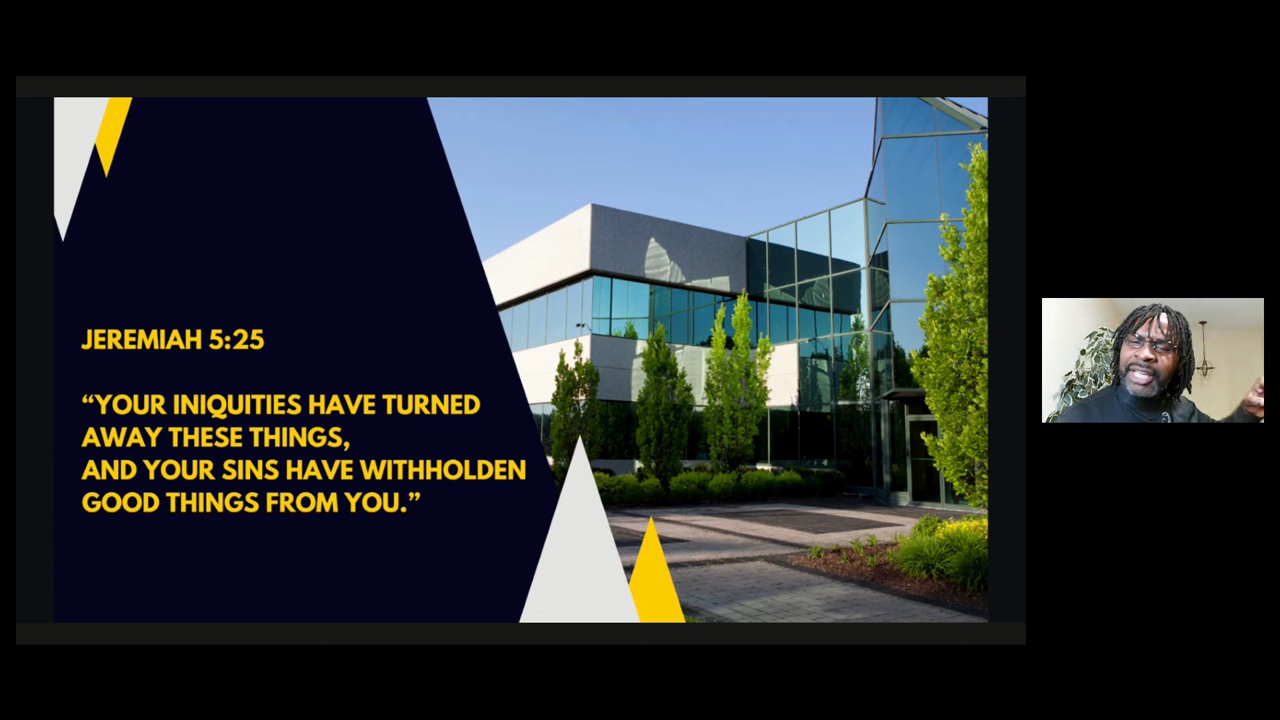 JEREMIAH 5:25
“YOUR INIQUITIES HAVE TURNED
AWAY THESE THINGS,
AND YOUR SINS HAVE WITHHOLDEN
GOOD THINGS FROM YOU.”